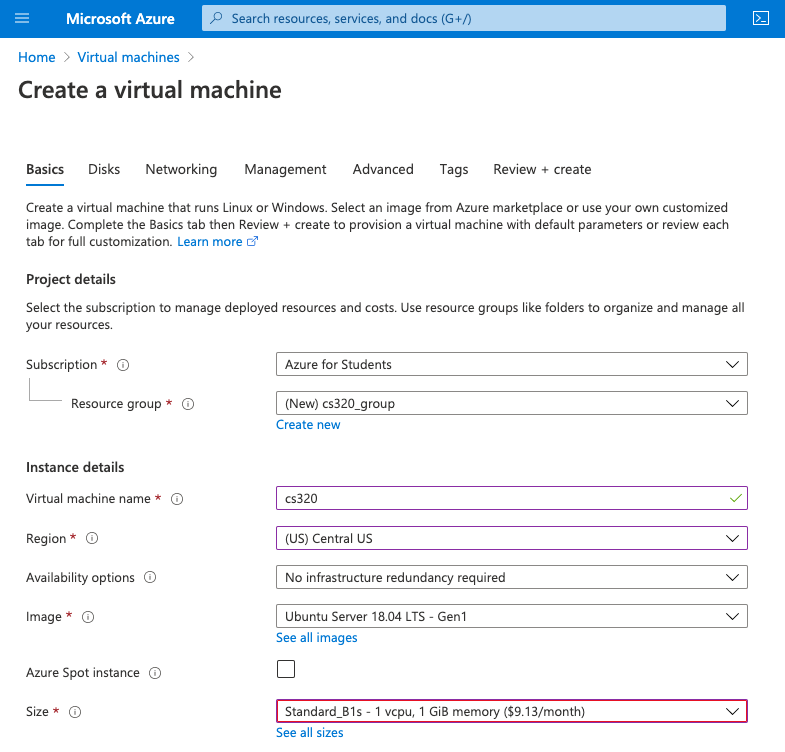 Microsoft Azure
Search resources, services, and docs (G+/)
Home > Virtual machines >
Create a virtual machine
Basics Disks Networking Management Advanced Tags Review + create
Create a virtual machine that runs Linux or Windows. Select an image from Azure marketplace or use your own customized
image. Complete the Basics tab then Review + create to provision a virtual machine with default parameters or review each
tab for full customization. Learn more
Project details
Select the subscription to manage deployed resources and costs. Use resource groups like folders to organize and manage all
your resources.
Subscription * Azure for Students
Resource group * (New) cs320_group
Create new
Instance details
Virtual machine name * cs320
Region * (US) Central US
Availability options No infrastructure redundancy required
Image * Ubuntu Server 18.04 LTS - Gen1
See all images
Azure Spot instance
Size * Standard_B1s - 1 vcpu, 1 GiB memory ($9.13/month)
See all sizes